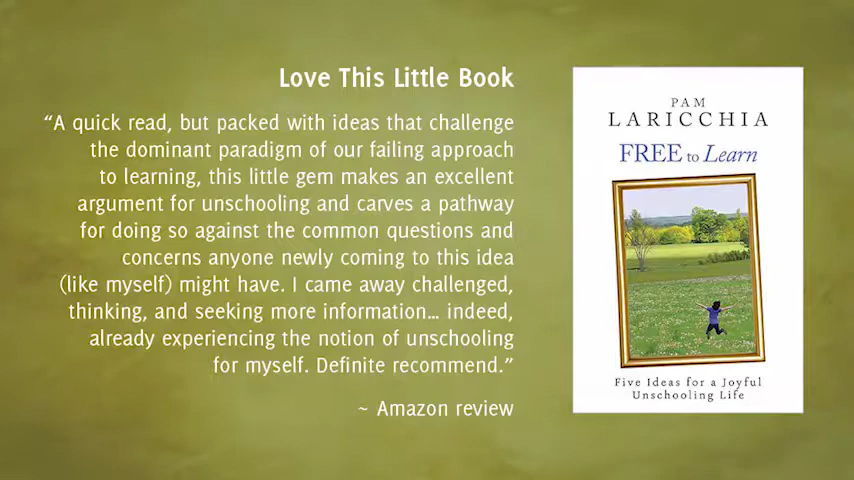 Love This Little Book
“A quick read, but packed with ideas that challenge
the dominant paradigm of our failing approach
to learning, this little gem makes an excellent
argument for unschooling and carves a pathway
for doing so against the common questions and
concerns anyone newly coming to this idea
(like myself) might have. I came away challenged,
thinking, and seeking more information... indeed,
already experiencing the notion of unschooling
for myself. Definite recommend.”
~ Amazon review
PAM
LARICCHIA
FREE to Learn
Five Ideas for a Joyful
Unschooling Life